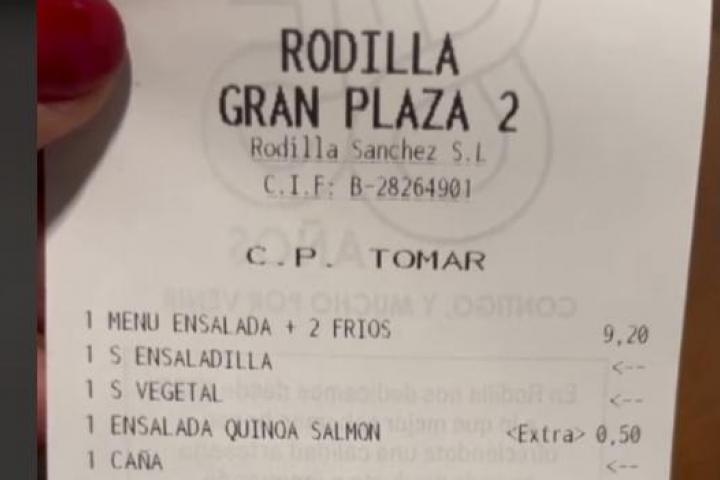 RODILLA
GRAN PLAZA 2
Rodilla Sanchez S.L
C.I.F: B-28264901
C.P. TOMAR
1 MENU ENSALADA + 2 FRIOS 9,20
1 S ENSALADILLA <--
1 S VEGETAL <--
1 ENSALADA QUINOA SALMON <Extra> 0,50
1 CAÑA <--